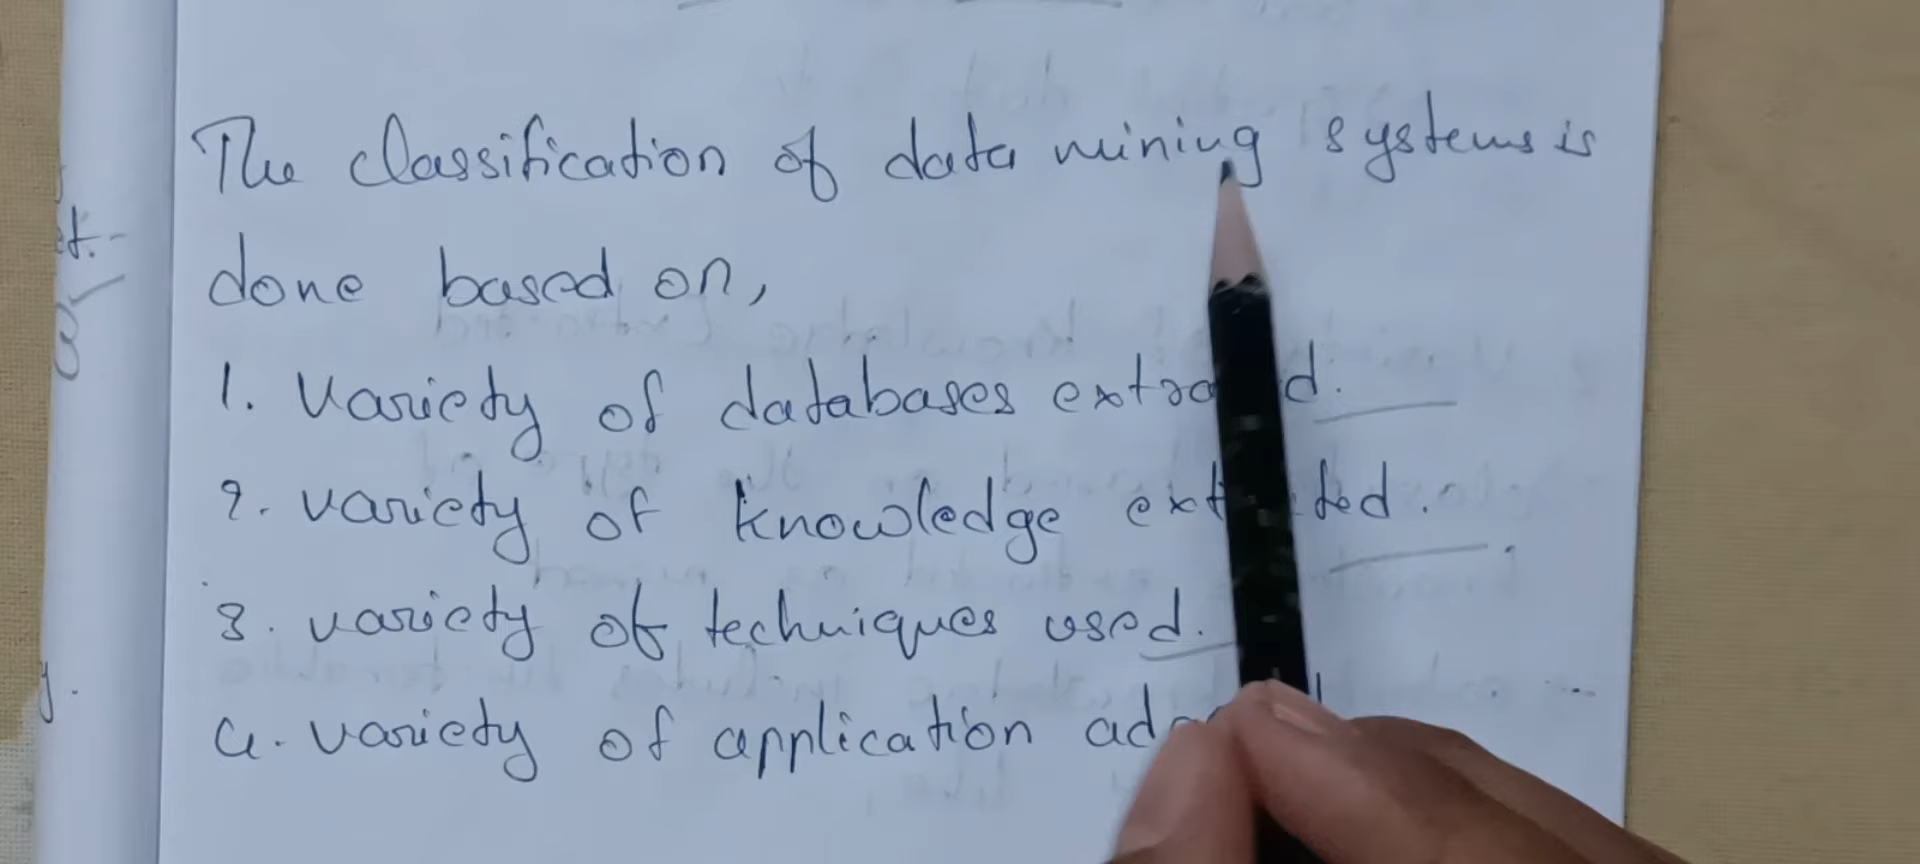 The classification of data mining systems is
done based on,
1. Variety of databases
2. variety of knowledge
3. variety of techniques used.
4. variety of application